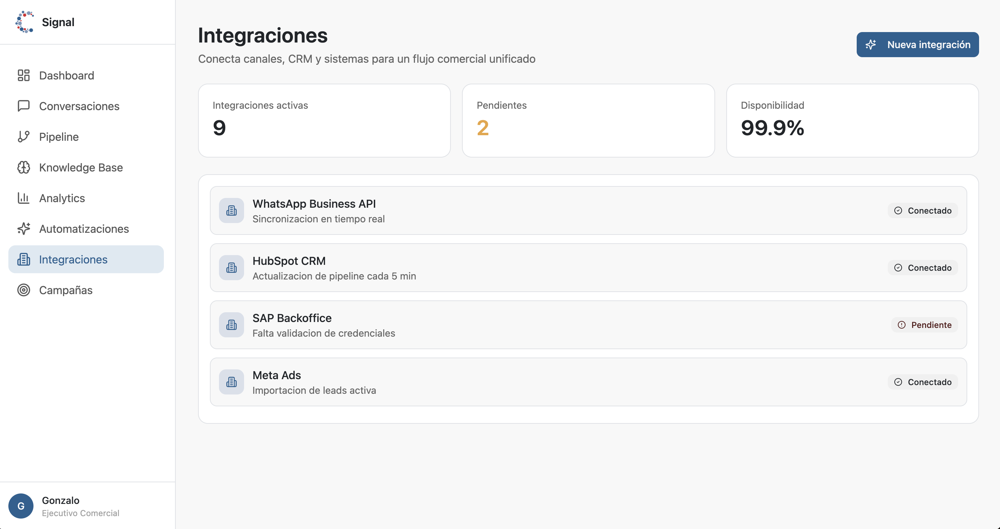 Signal
Dashboard
Conversaciones
Pipeline
Knowledge Base
Analytics
Automatizaciones
Integraciones
Campañas
G
Gonzalo
Ejecutivo Comercial
Integraciones
Conecta canales, CRM y sistemas para un flujo comercial unificado
Nueva integración
Integraciones activas
9
Pendientes
2
Disponibilidad
99.9%
WhatsApp Business API
Sincronizacion en tiempo real
Conectado
HubSpot CRM
Actualizacion de pipeline cada 5 min
Conectado
SAP Backoffice
Falta validacion de credenciales
Pendiente
Meta Ads
Importacion de leads activa
Conectado